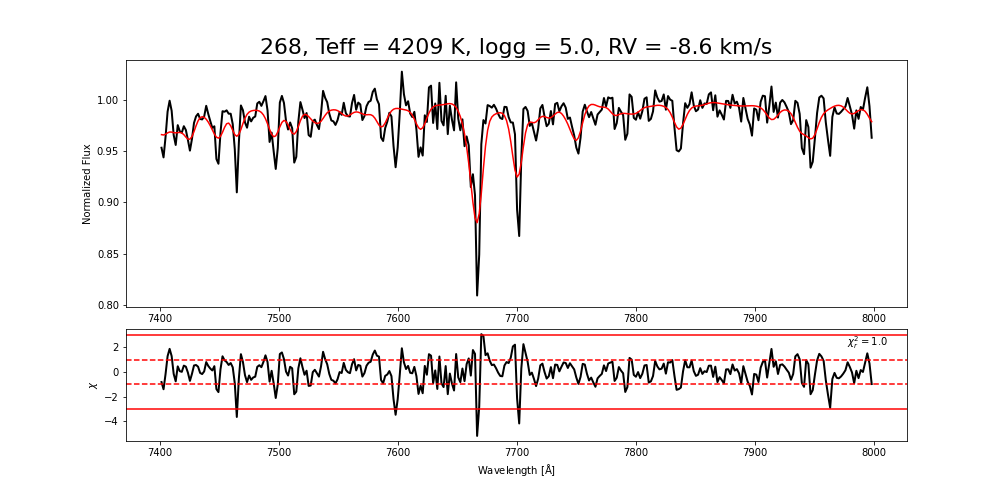 268, Teff = 4209 K, logg = 5.0, RV = -8.6 km/s
Normalized Flux
1.00
0.95
0.90
0.85
0.80
7400 7500 7600 7700 7800 7900 8000
χ
2
0
−2
−4
χ²ᵣ = 1.0
7400 7500 7600 7700 7800 7900 8000
Wavelength [Å]